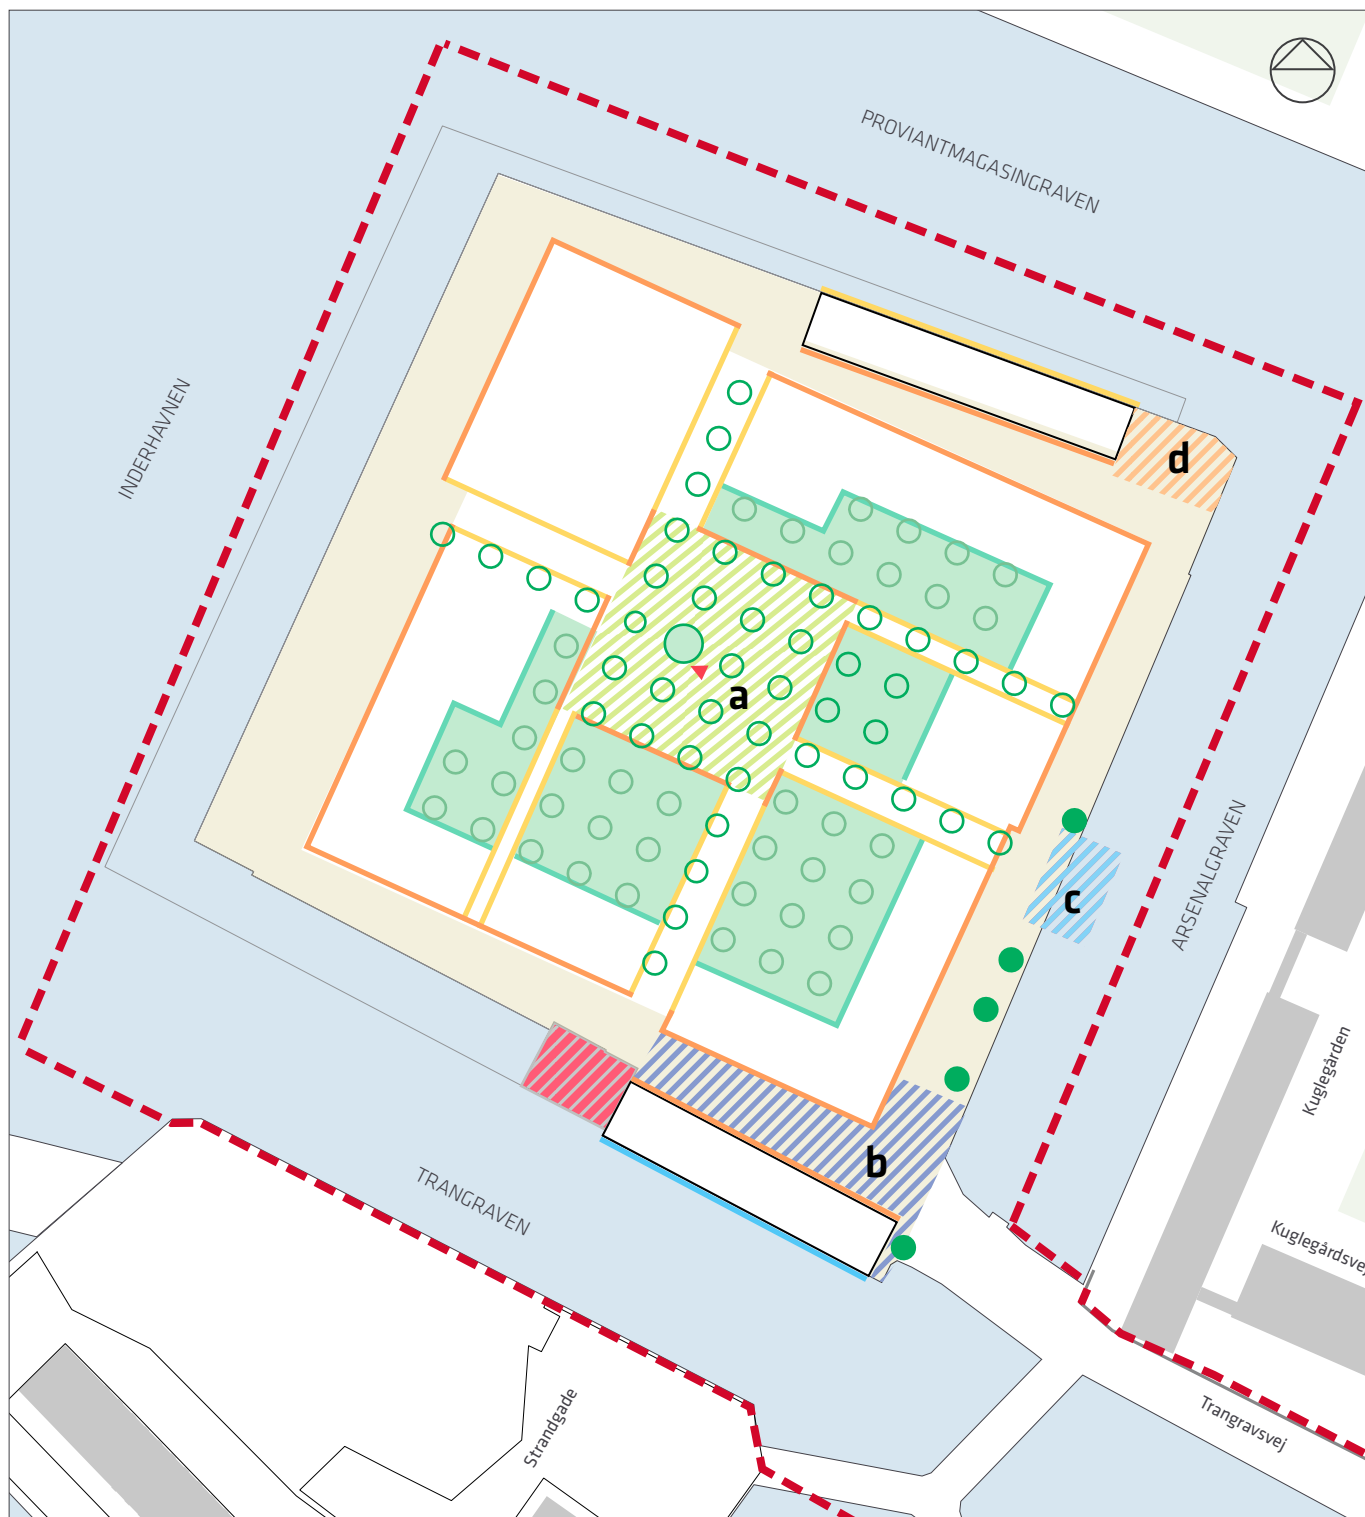 PROVIANTMAGASINGRAVEN
INDERHAVNEN
d
a
c
ARSENALGRAVEN
Kuglegården
b
TRANGRAVEN
Kuglegårdsvej
Strandgade
Trangravsvej